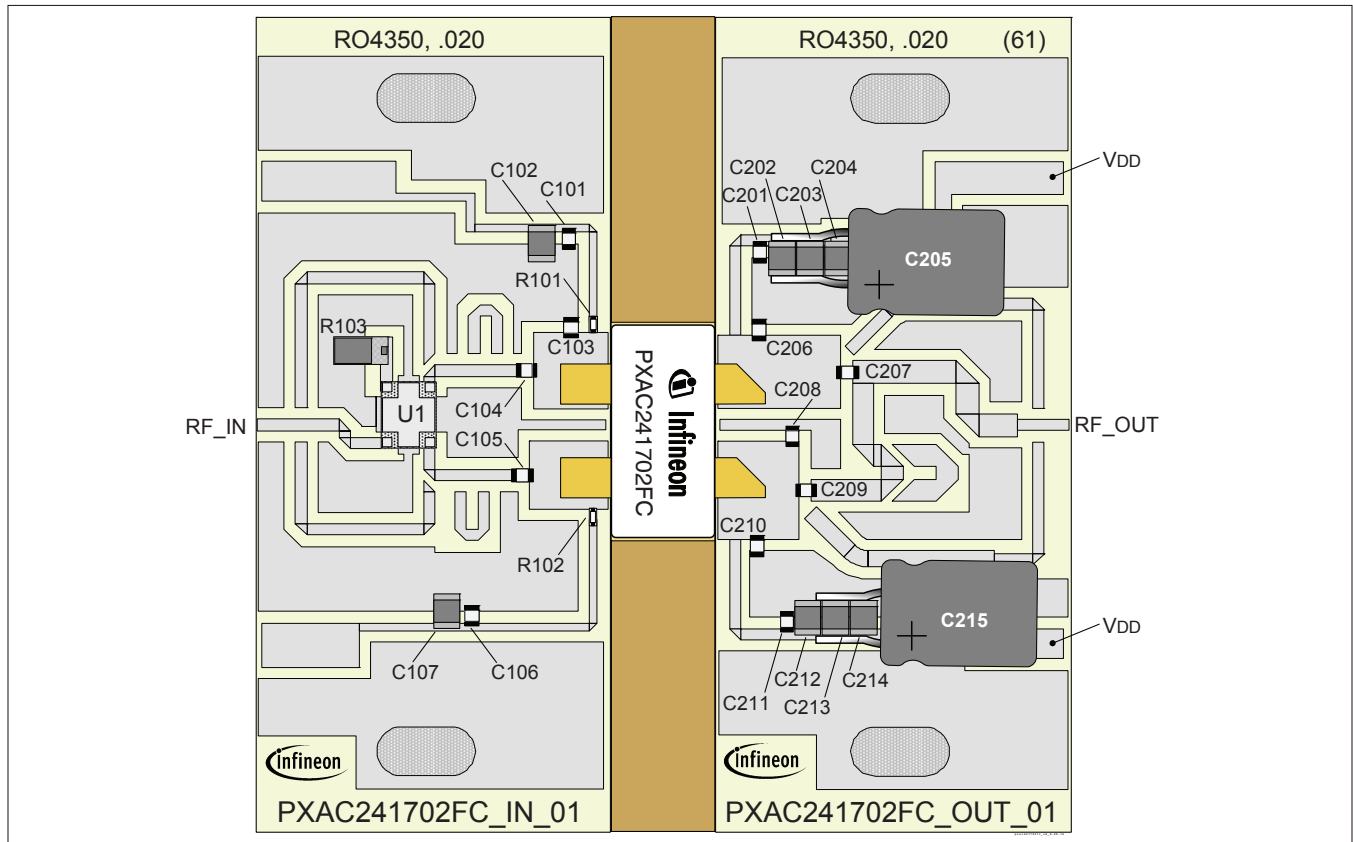 RO4350, .020
RO4350, .020 (61)
VDD
C102
C101
C202
C204
C201
C203
C205
R101
R103
C103
C206
C207
C208
U1
C104
C105
RF_IN
RF_OUT
Infineon
PXAC241702FC
C209
C210
R102
C215
VDD
C107
C106
C211
C212
C213
C214
infineon
infineon
PXAC241702FC_IN_01
PXAC241702FC_OUT_01